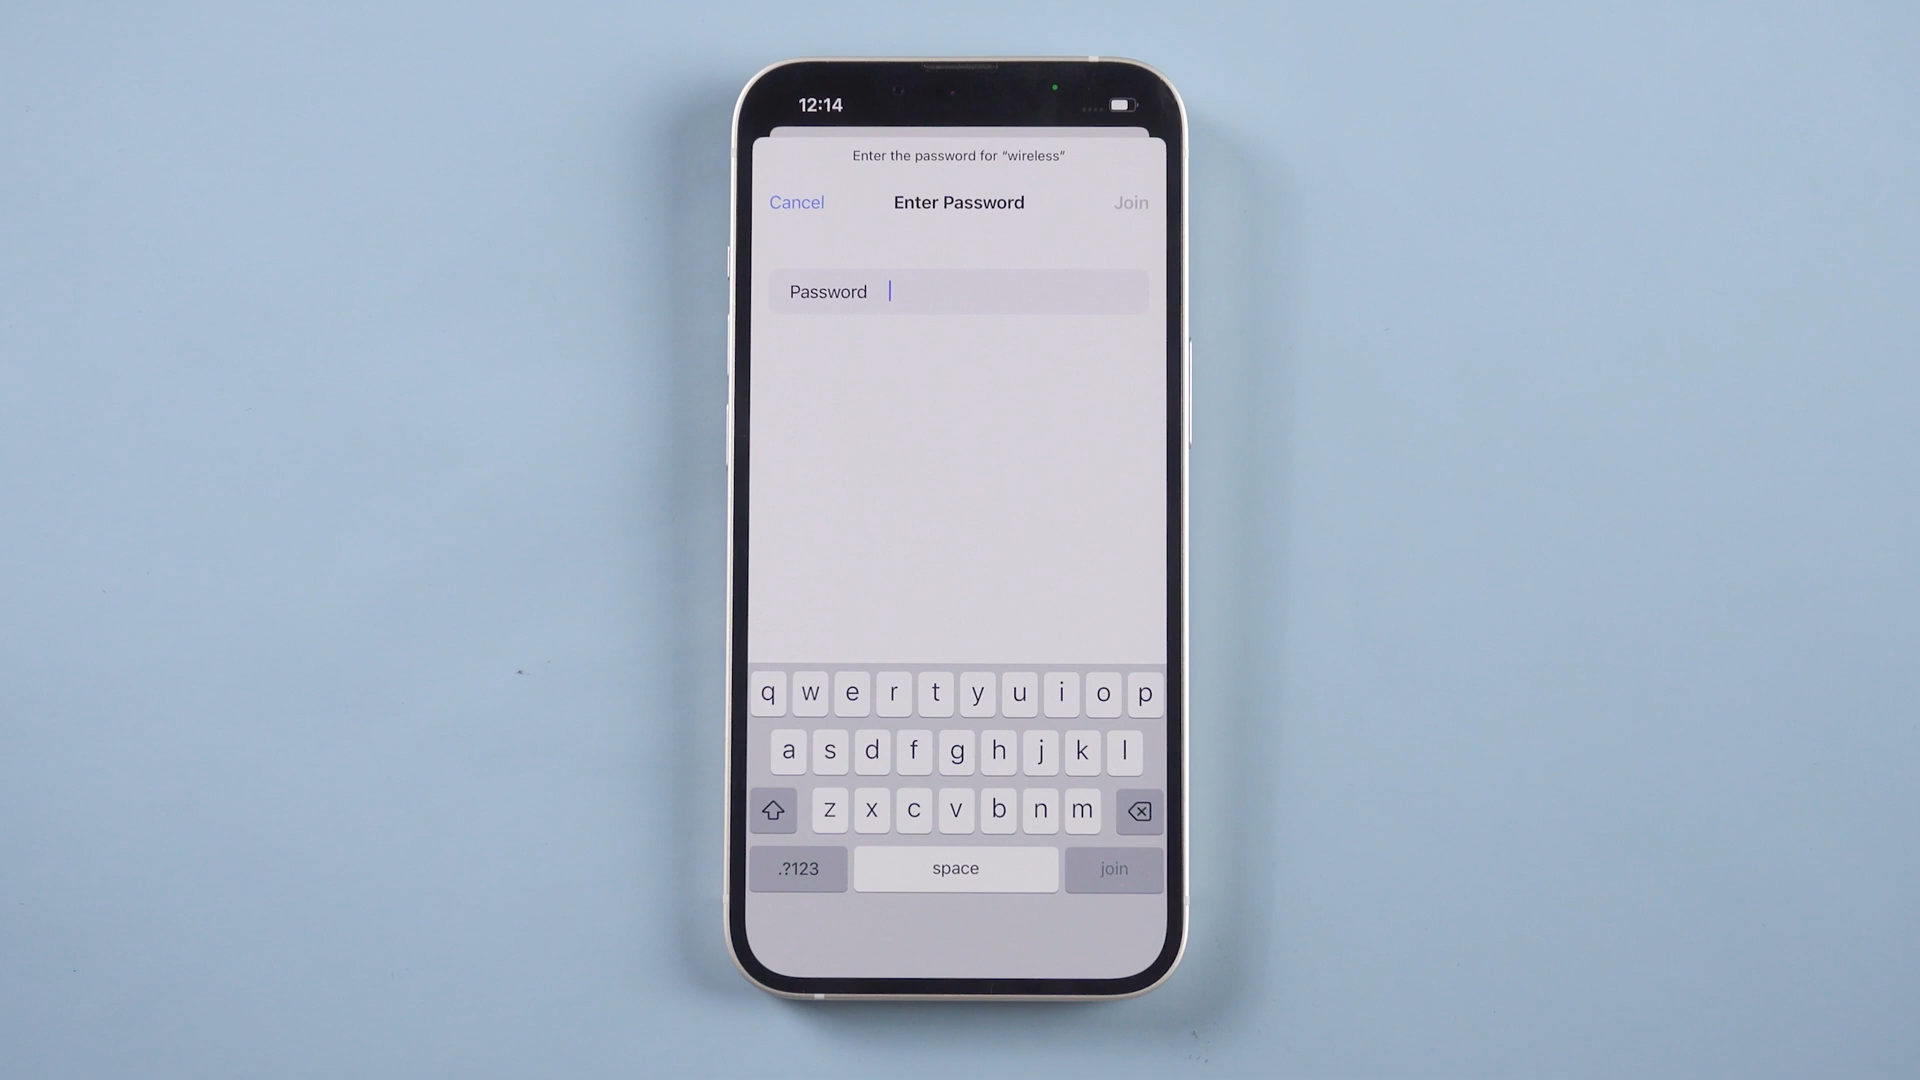 12:14
Enter the password for “wireless”
Cancel Enter Password Join
Password
q w e r t y u i o p
a s d f g h j k l
z x c v b n m
.?123 space join